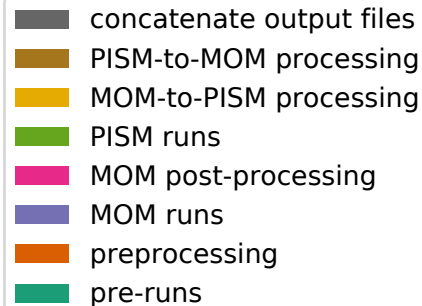 concatenate output files
PISM-to-MOM processing
MOM-to-PISM processing
PISM runs
MOM post-processing
MOM runs
preprocessing
pre-runs